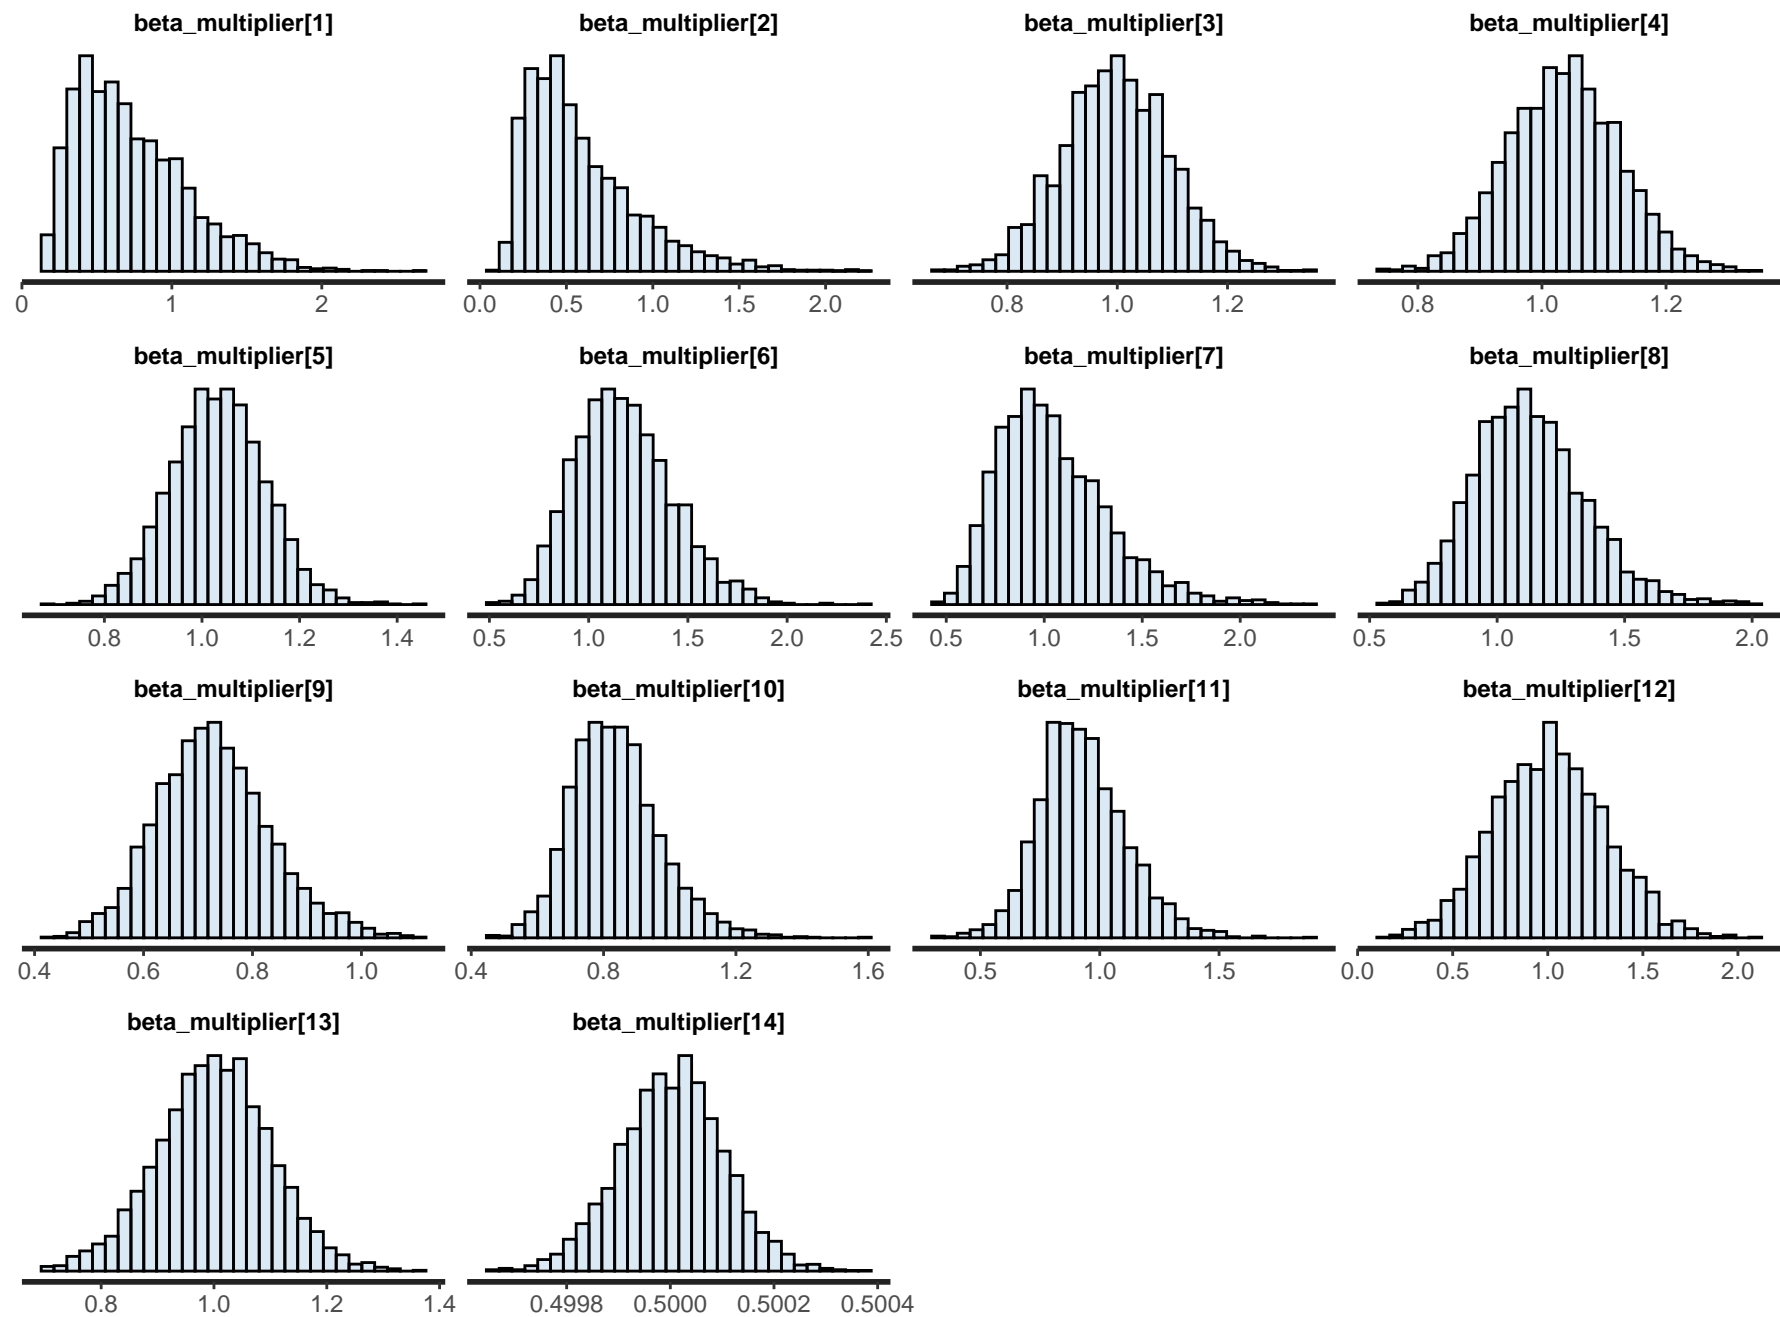 beta_multiplier[1] beta_multiplier[2] beta_multiplier[3] beta_multiplier[4]
0 1 2 0.0 0.5 1.0 1.5 2.0 0.8 1.0 1.2 0.8 1.0 1.2
beta_multiplier[5] beta_multiplier[6] beta_multiplier[7] beta_multiplier[8]
0.8 1.0 1.2 1.4 0.5 1.0 1.5 2.0 2.5 0.5 1.0 1.5 2.0 0.5 1.0 1.5 2.0
beta_multiplier[9] beta_multiplier[10] beta_multiplier[11] beta_multiplier[12]
0.4 0.6 0.8 1.0 0.4 0.8 1.2 1.6 0.5 1.0 1.5 0.0 0.5 1.0 1.5 2.0
beta_multiplier[13] beta_multiplier[14]
0.8 1.0 1.2 1.4 0.4998 0.5000 0.5002 0.5004